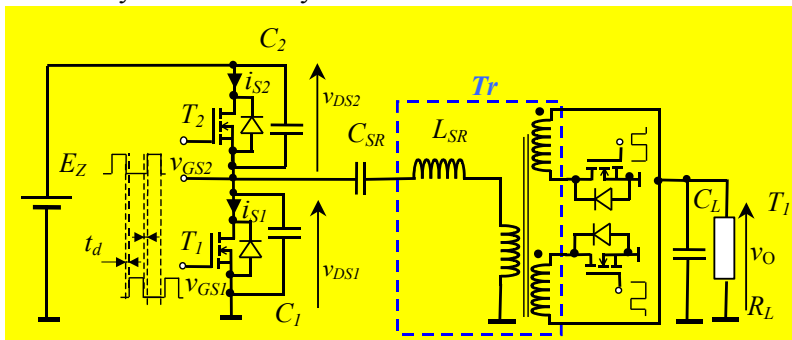 C2
iS2
T2
vDS2
Tr
CSR
LSR
EZ
vGS2
iS1
CL
T1
td
T1
vDS1
vO
vGS1
C1
RL